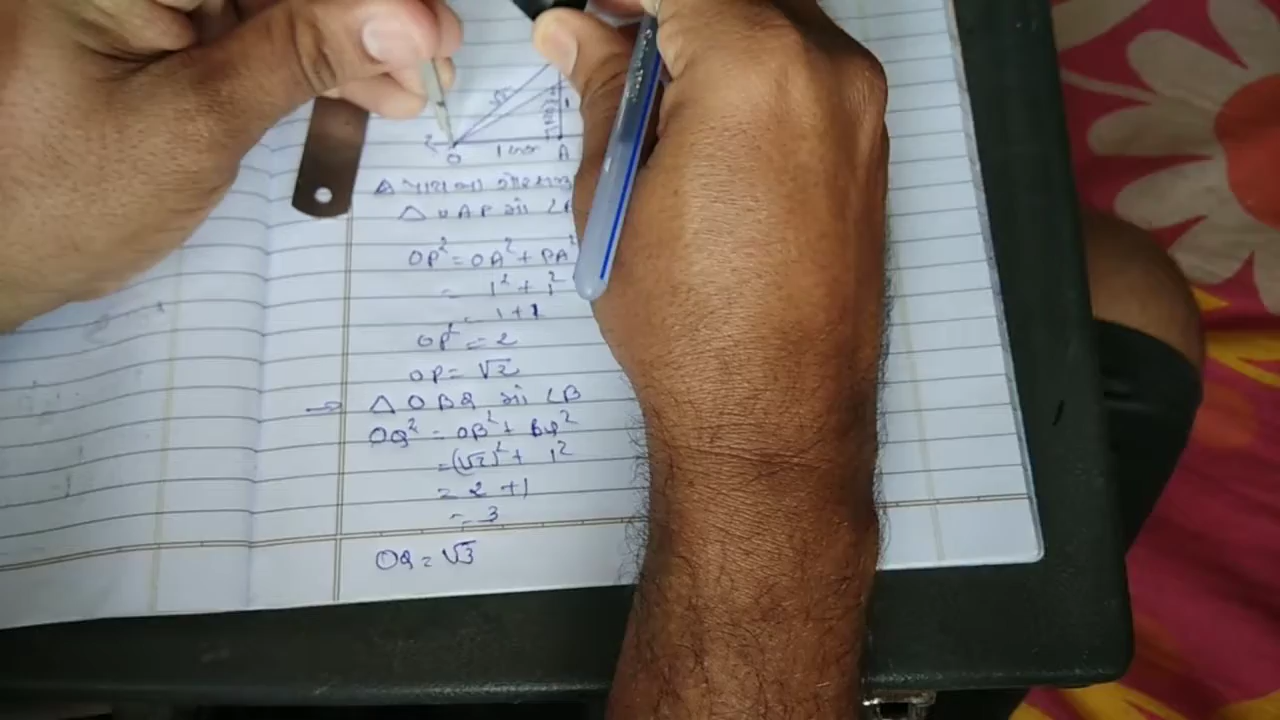 √2
O 1 A
Δ OAP માં ∠
OP² = OA² + PA²
= 1² + 1²
= 1 + 1
OP² = 2
OP = √2
→ Δ OBQ માં ∠B
OQ² = OB² + BQ²
= (√2)² + 1²
= 2 + 1
= 3
OQ = √3